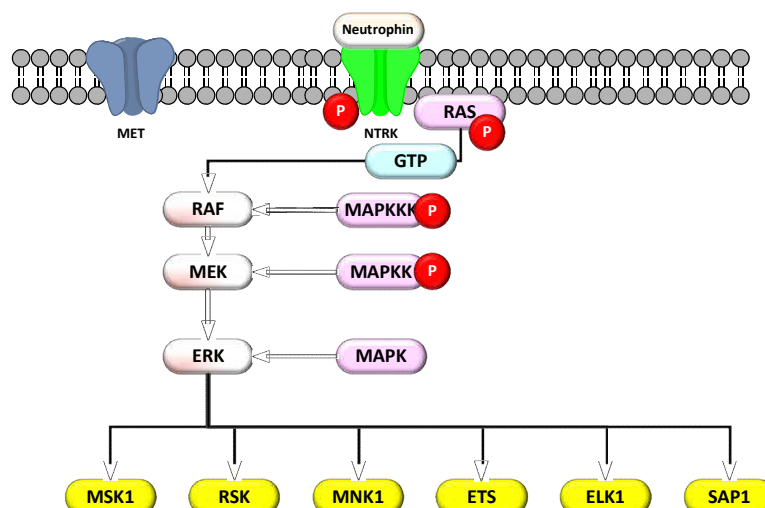 Neutrophin
MET
P
NTRK
RAS
P
GTP
RAF
MAPKKK
P
MEK
MAPKK
P
ERK
MAPK
MSK1
RSK
MNK1
ETS
ELK1
SAP1